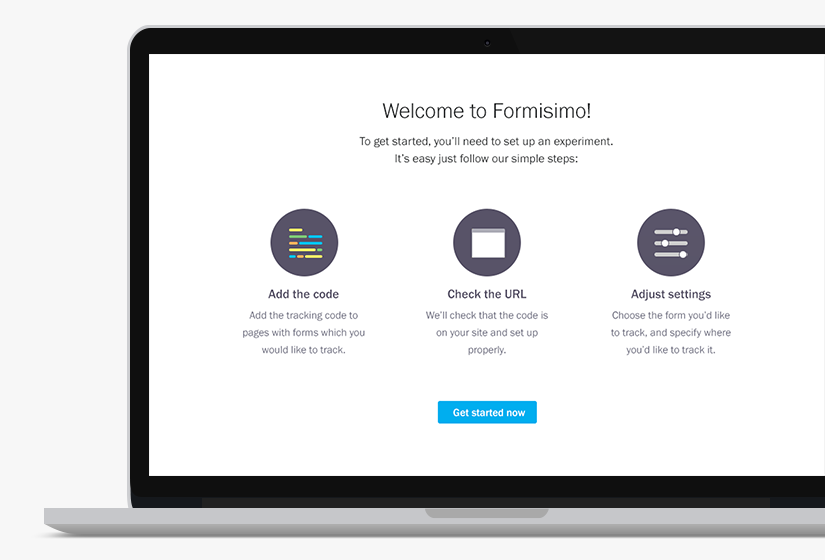 Welcome to Formisimo!
To get started, you'll need to set up an experiment.
It's easy just follow our simple steps:
Add the code
Add the tracking code to
pages with forms which you
would like to track.
Check the URL
We'll check that the code is
on your site and set up
properly.
Adjust settings
Choose the form you'd like
to track, and specify where
you'd like to track it.
Get started now